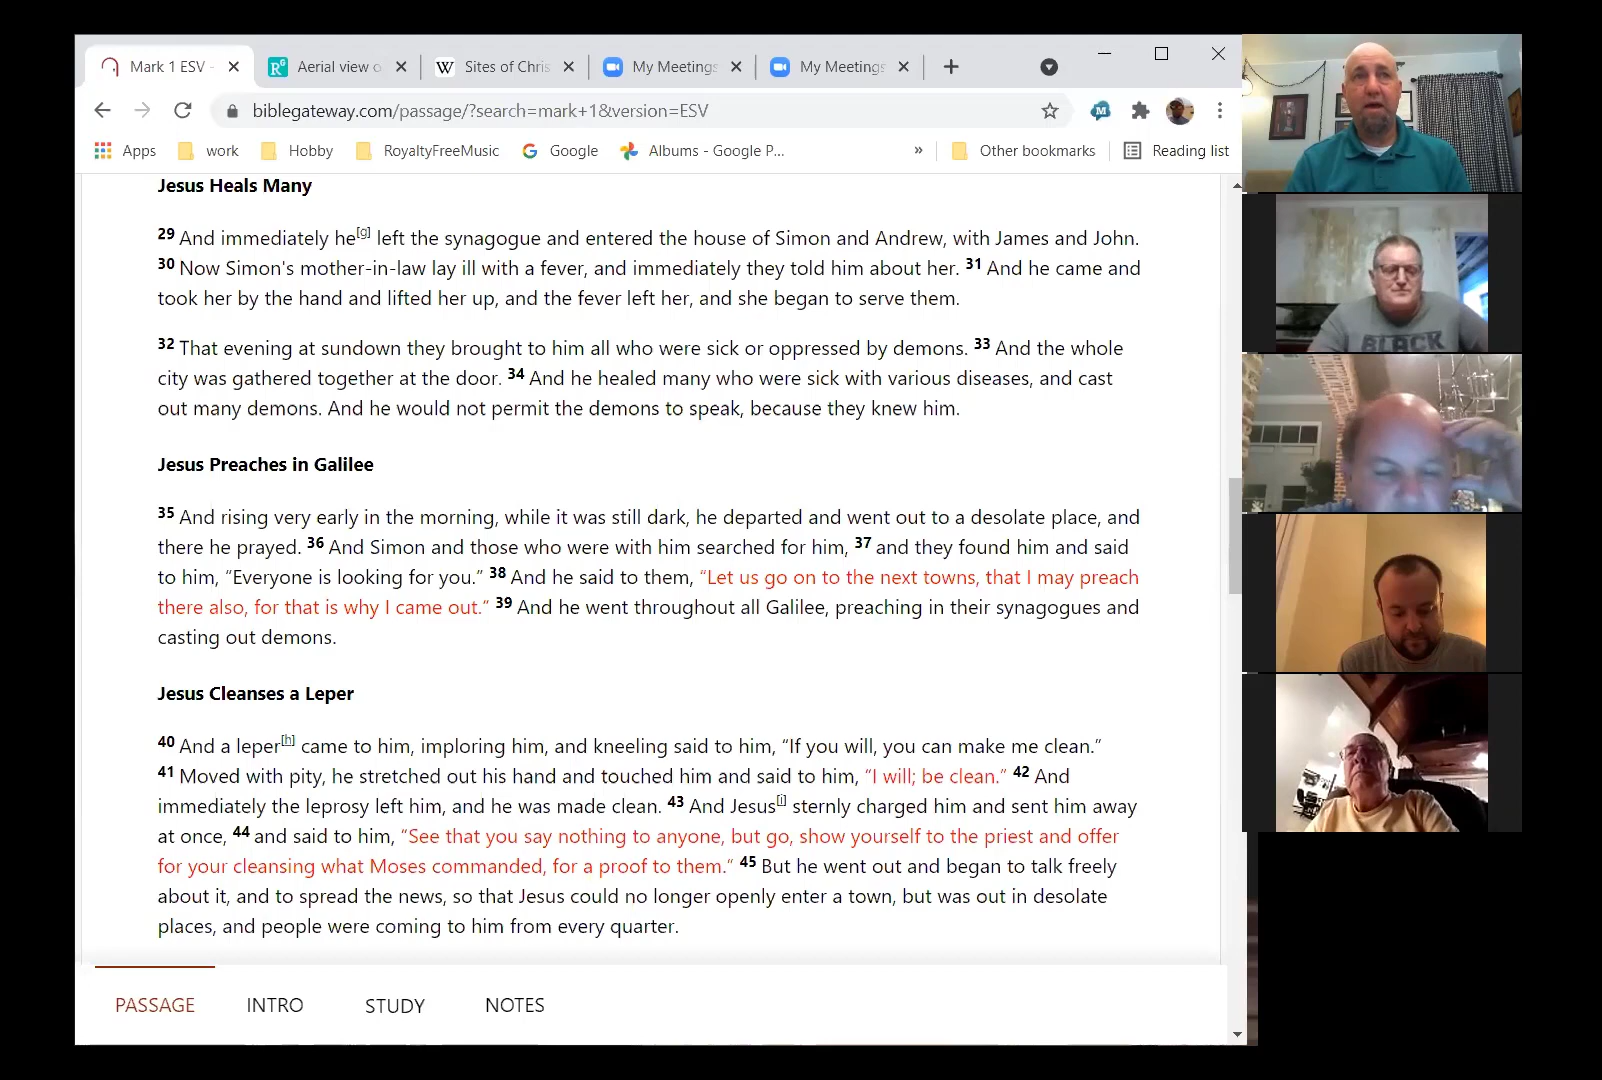 Mark 1 ESV -
Aerial view o
W Sites of Chris
My Meetings
My Meetings
biblegateway.com/passage/?search=mark+1&version=ESV
Apps work Hobby RoyaltyFreeMusic Google Albums - Google P... » Other bookmarks Reading list
Jesus Heals Many
29 And immediately he[g] left the synagogue and entered the house of Simon and Andrew, with James and John.
30 Now Simon's mother-in-law lay ill with a fever, and immediately they told him about her. 31 And he came and
took her by the hand and lifted her up, and the fever left her, and she began to serve them.
32 That evening at sundown they brought to him all who were sick or oppressed by demons. 33 And the whole
city was gathered together at the door. 34 And he healed many who were sick with various diseases, and cast
out many demons. And he would not permit the demons to speak, because they knew him.
Jesus Preaches in Galilee
35 And rising very early in the morning, while it was still dark, he departed and went out to a desolate place, and
there he prayed. 36 And Simon and those who were with him searched for him, 37 and they found him and said
to him, “Everyone is looking for you.” 38 And he said to them, “Let us go on to the next towns, that I may preach
there also, for that is why I came out.” 39 And he went throughout all Galilee, preaching in their synagogues and
casting out demons.
Jesus Cleanses a Leper
40 And a leper[h] came to him, imploring him, and kneeling said to him, “If you will, you can make me clean.”
41 Moved with pity, he stretched out his hand and touched him and said to him, “I will; be clean.” 42 And
immediately the leprosy left him, and he was made clean. 43 And Jesus[i] sternly charged him and sent him away
at once, 44 and said to him, “See that you say nothing to anyone, but go, show yourself to the priest and offer
for your cleansing what Moses commanded, for a proof to them.” 45 But he went out and began to talk freely
about it, and to spread the news, so that Jesus could no longer openly enter a town, but was out in desolate
places, and people were coming to him from every quarter.
PASSAGE INTRO STUDY NOTES
BLACK